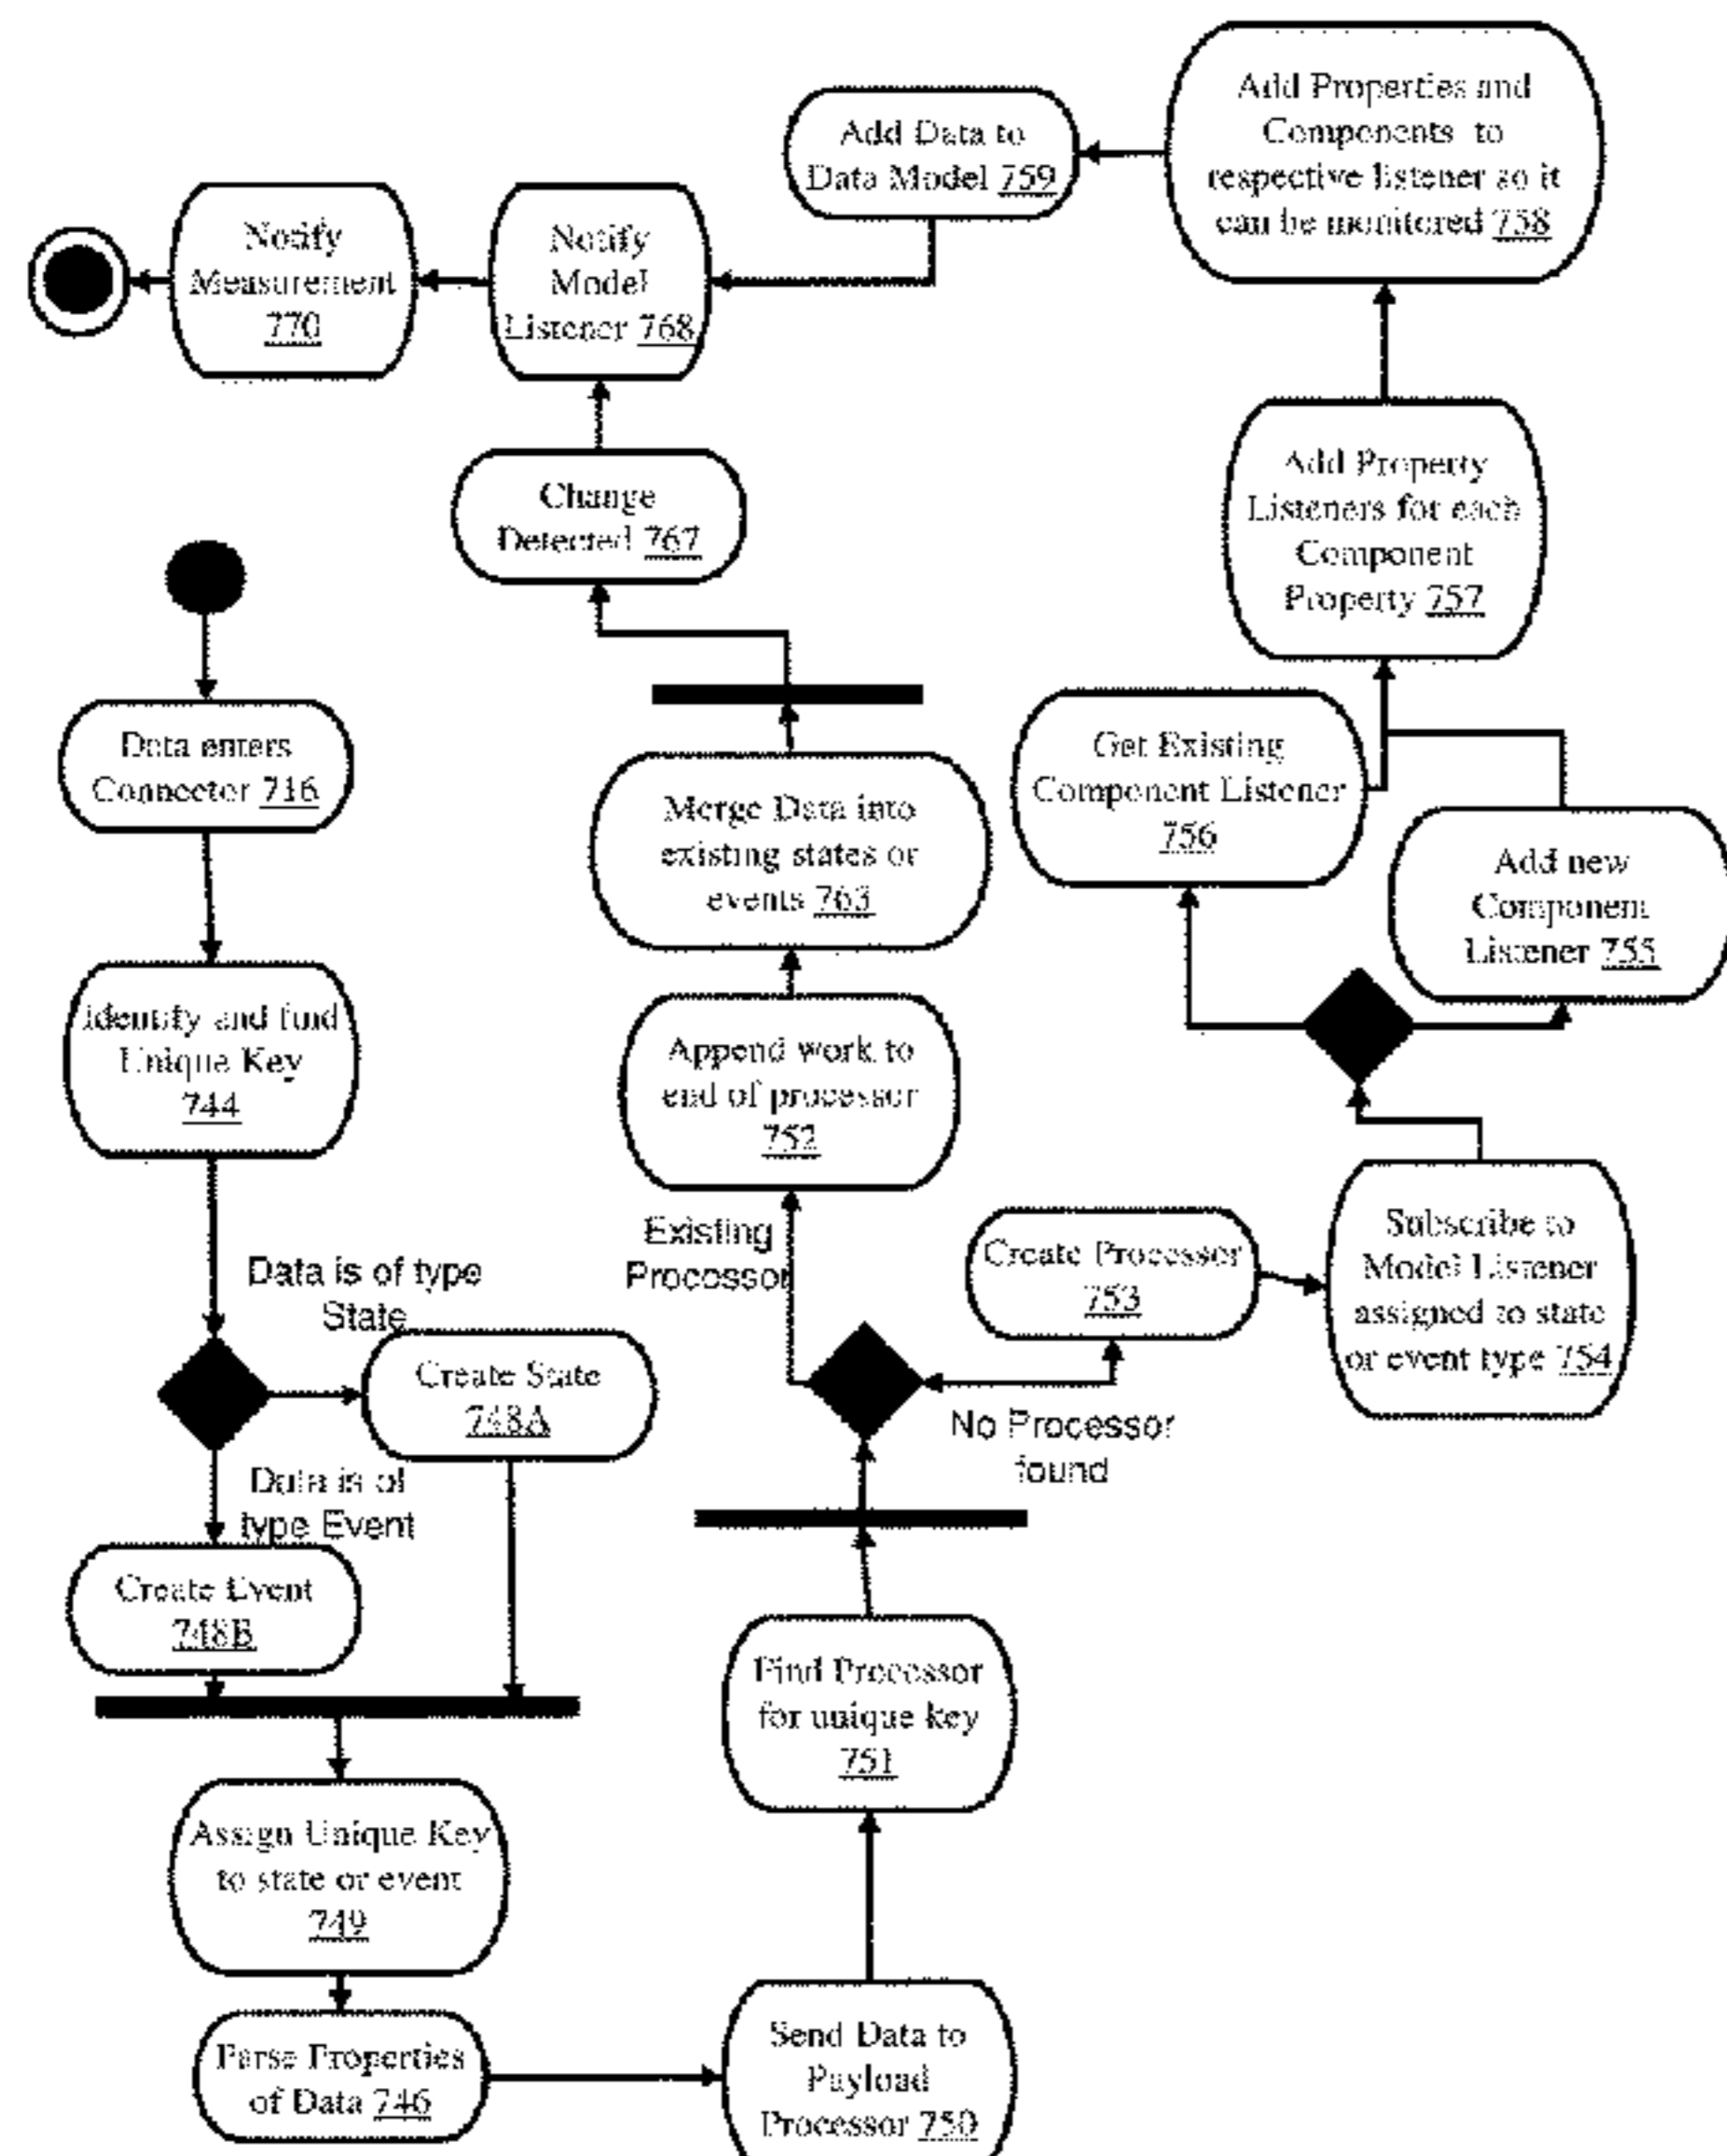 Add Properties and
Components to
respective listener so it
can be monitored 758
Add Data to
Data Model 759
Notify
Model
Listener 768
Notify
Measurement
770
Change
Detected 767
Add Property
Listeners for each
Component
Property 757
Data enters
Connector 716
Get Existing
Component Listener
756
Merge Data into
existing states or
events 763
Add new
Component
Listener 755
Identify and find
Unique Key
744
Append work to
end of processor
752
Existing
Processor
Create Processor
753
Subscribe to
Model Listener
assigned to state
or event type 754
Data is of type
State
Create State
748A
No Processor
found
Data is of
type Event
Create Event
748B
Find Processor
for unique key
751
Assign Unique Key
to state or event
749
Parse Properties
of Data 746
Send Data to
Payload
Processor 750